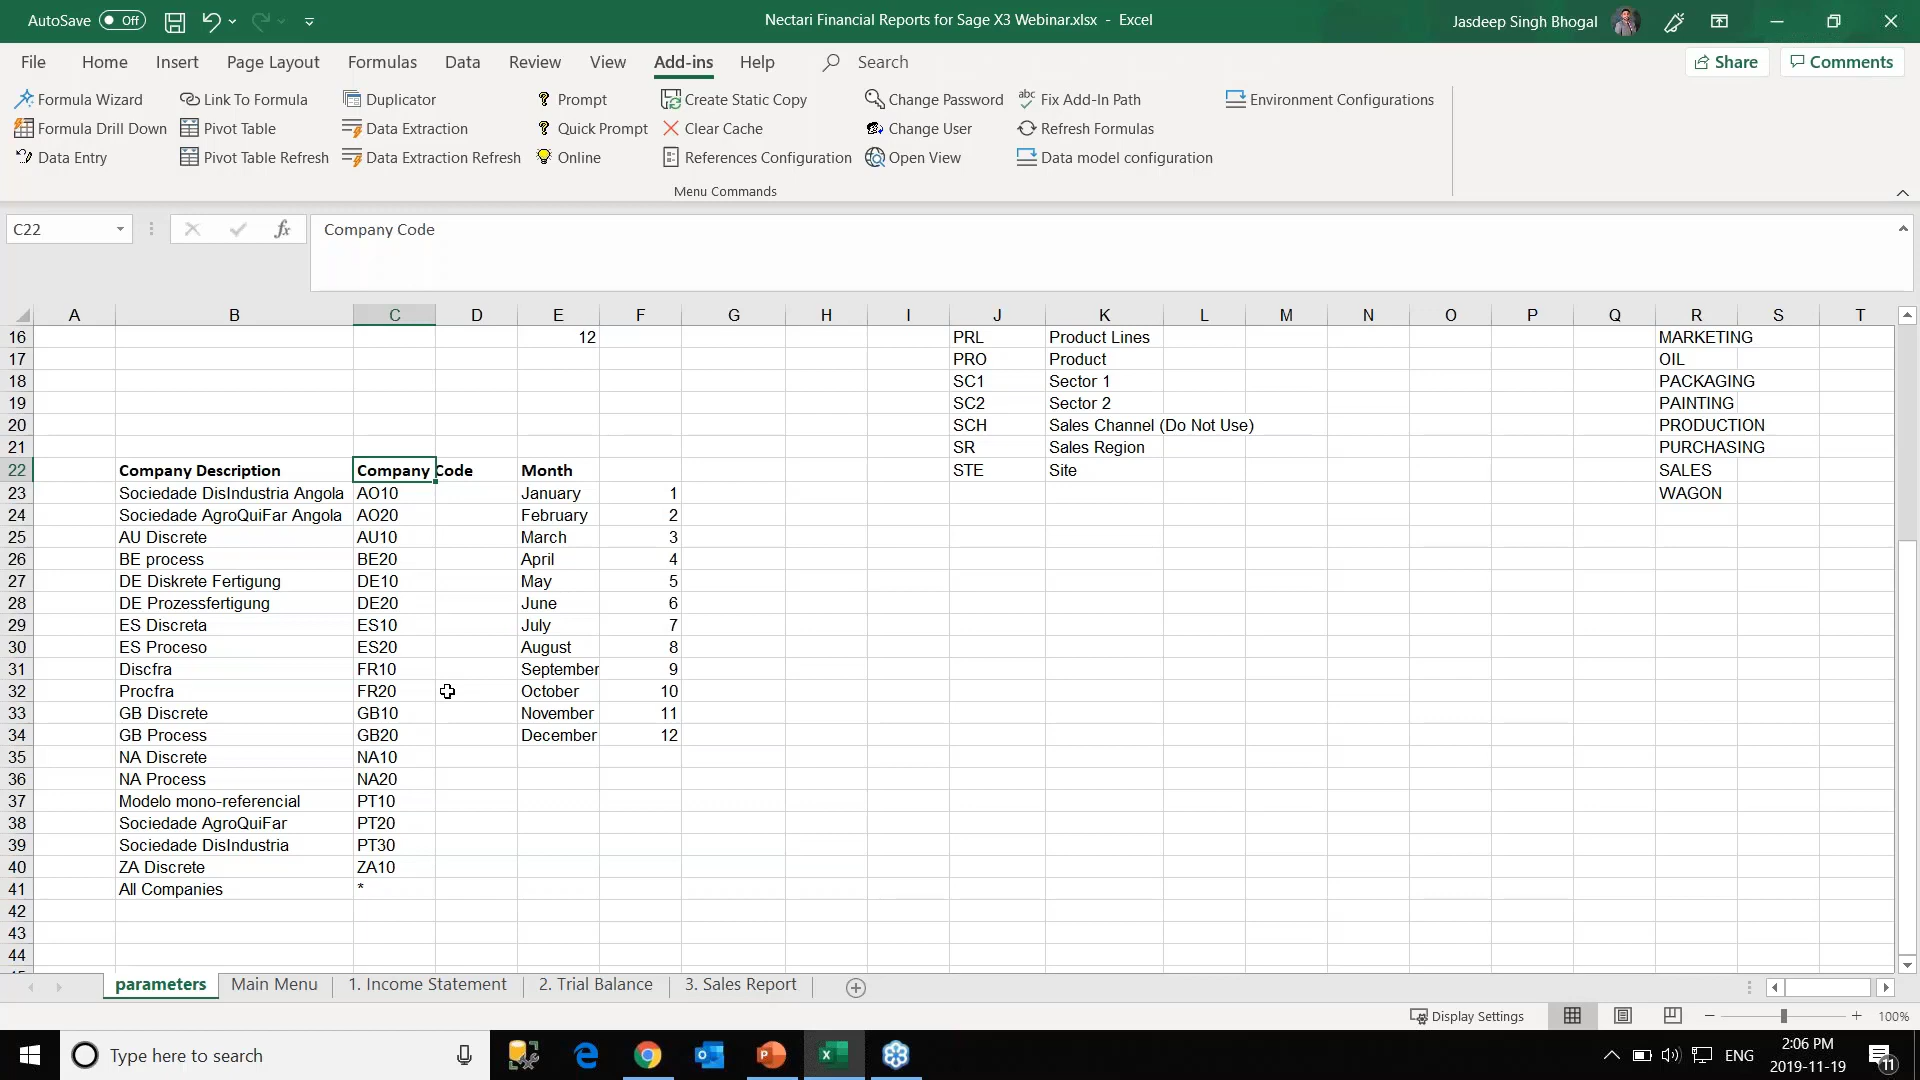 AutoSave Off
Nectari Financial Reports for Sage X3 Webinar.xlsx - Excel
Jasdeep Singh Bhogal
File Home Insert Page Layout Formulas Data Review View Add-ins Help Search
Share Comments
Formula Wizard Link To Formula Duplicator Prompt Create Static Copy Change Password Fix Add-In Path Environment Configurations
Formula Drill Down Pivot Table Data Extraction Quick Prompt Clear Cache Change User Refresh Formulas
Data Entry Pivot Table Refresh Data Extraction Refresh Online References Configuration Open View Data model configuration
Menu Commands
C22 fx Company Code
A B C D E F G H I J K L M N O P Q R S T
16 12 PRL Product Lines MARKETING
17 PRO Product OIL
18 SC1 Sector 1 PACKAGING
19 SC2 Sector 2 PAINTING
20 SCH Sales Channel (Do Not Use) PRODUCTION
21 SR Sales Region PURCHASING
22 Company Description Company Code Month STE Site SALES
23 Sociedade DisIndustria Angola AO10 January 1 WAGON
24 Sociedade AgroQuiFar Angola AO20 February 2
25 AU Discrete AU10 March 3
26 BE process BE20 April 4
27 DE Diskrete Fertigung DE10 May 5
28 DE Prozessfertigung DE20 June 6
29 ES Discreta ES10 July 7
30 ES Proceso ES20 August 8
31 Discfra FR10 September 9
32 Procfra FR20 October 10
33 GB Discrete GB10 November 11
34 GB Process GB20 December 12
35 NA Discrete NA10
36 NA Process NA20
37 Modelo mono-referencial PT10
38 Sociedade AgroQuiFar PT20
39 Sociedade DisIndustria PT30
40 ZA Discrete ZA10
41 All Companies *
42
43
44
parameters Main Menu 1. Income Statement 2. Trial Balance 3. Sales Report
Display Settings 100%
Type here to search
ENG
2:06 PM
2019-11-19
11